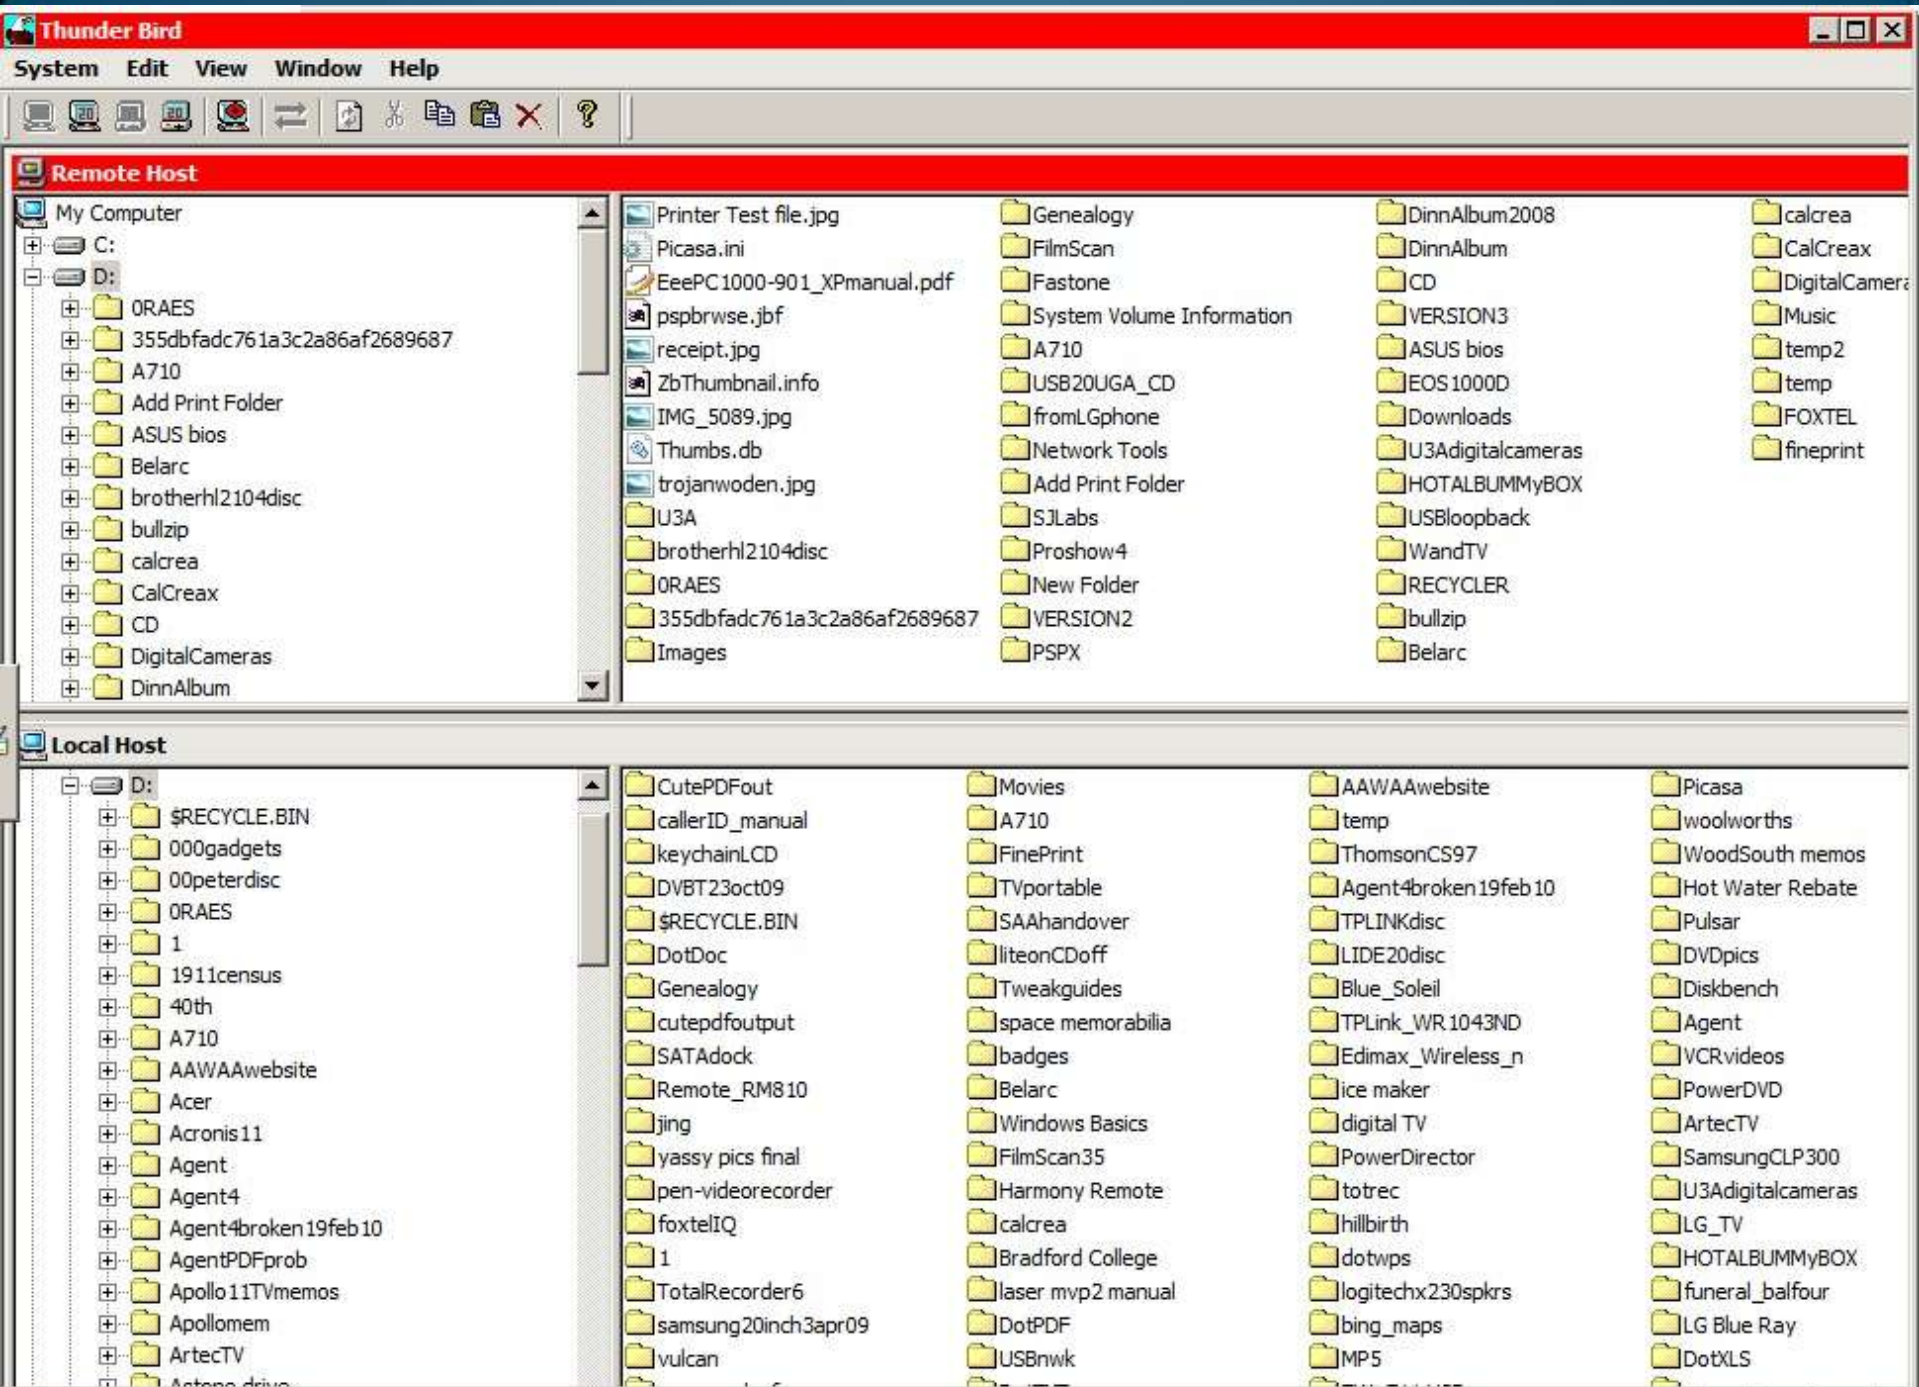 Thunder Bird
System Edit View Window Help
20 20
Remote Host
My Computer
C:
D:
0RAES
355dbfadc761a3c2a86af2689687
A710
Add Print Folder
ASUS bios
Belarc
brotherhl2104disc
bullzip
calcrea
CalCreax
CD
DigitalCameras
DinnAlbum
Printer Test file.jpg
Picasa.ini
EeePC1000-901_XPmanual.pdf
pspbrwse.jbf
receipt.jpg
ZbThumbnail.info
IMG_5089.jpg
Thumbs.db
trojanwoden.jpg
U3A
brotherhl2104disc
0RAES
355dbfadc761a3c2a86af2689687
Images
Genealogy
FilmScan
Fastone
System Volume Information
A710
USB20UGA_CD
fromLGphone
Network Tools
Add Print Folder
SJLabs
Proshow4
New Folder
VERSION2
PSPX
DinnAlbum2008
DinnAlbum
CD
VERSION3
ASUS bios
EOS1000D
Downloads
U3Adigitalcameras
HOTALBUMMyBOX
USBloopback
WandTV
RECYCLER
bullzip
Belarc
calcrea
CalCreax
DigitalCamera
Music
temp2
temp
FOXTEL
fineprint
Local Host
D:
$RECYCLE.BIN
000gadgets
00peterdisc
0RAES
1
1911census
40th
A710
AAWAAwebsite
Acer
Acronis11
Agent
Agent4
Agent4broken19feb10
AgentPDFprob
Apollo11TVmemos
Apollomem
ArtecTV
CutePDFout
callerID_manual
keychainLCD
DVBT23oct09
$RECYCLE.BIN
DotDoc
Genealogy
cutepdfoutput
SATAdock
Remote_RM810
jing
yassy pics final
pen-videorecorder
foxtelIQ
1
TotalRecorder6
samsung20inch3apr09
vulcan
Movies
A710
FinePrint
TVportable
SAAhandover
liteonCDoff
Tweakguides
space memorabilia
badges
Belarc
Windows Basics
FilmScan35
Harmony Remote
calcrea
Bradford College
laser mvp2 manual
DotPDF
USBnwk
AAWAAwebsite
temp
ThomsonCS97
Agent4broken19feb10
TPLINKdisc
LIDE20disc
Blue_Soleil
TPLink_WR1043ND
Edimax_Wireless_n
ice maker
digital TV
PowerDirector
totrec
hillbirth
dotwps
logitechx230spkrs
bing_maps
MP5
Picasa
woolworths
WoodSouth memos
Hot Water Rebate
Pulsar
DVDpics
Diskbench
Agent
VCRvideos
PowerDVD
ArtecTV
SamsungCLP300
U3Adigitalcameras
LG_TV
HOTALBUMMyBOX
funeral_balfour
LG Blue Ray
DotXLS